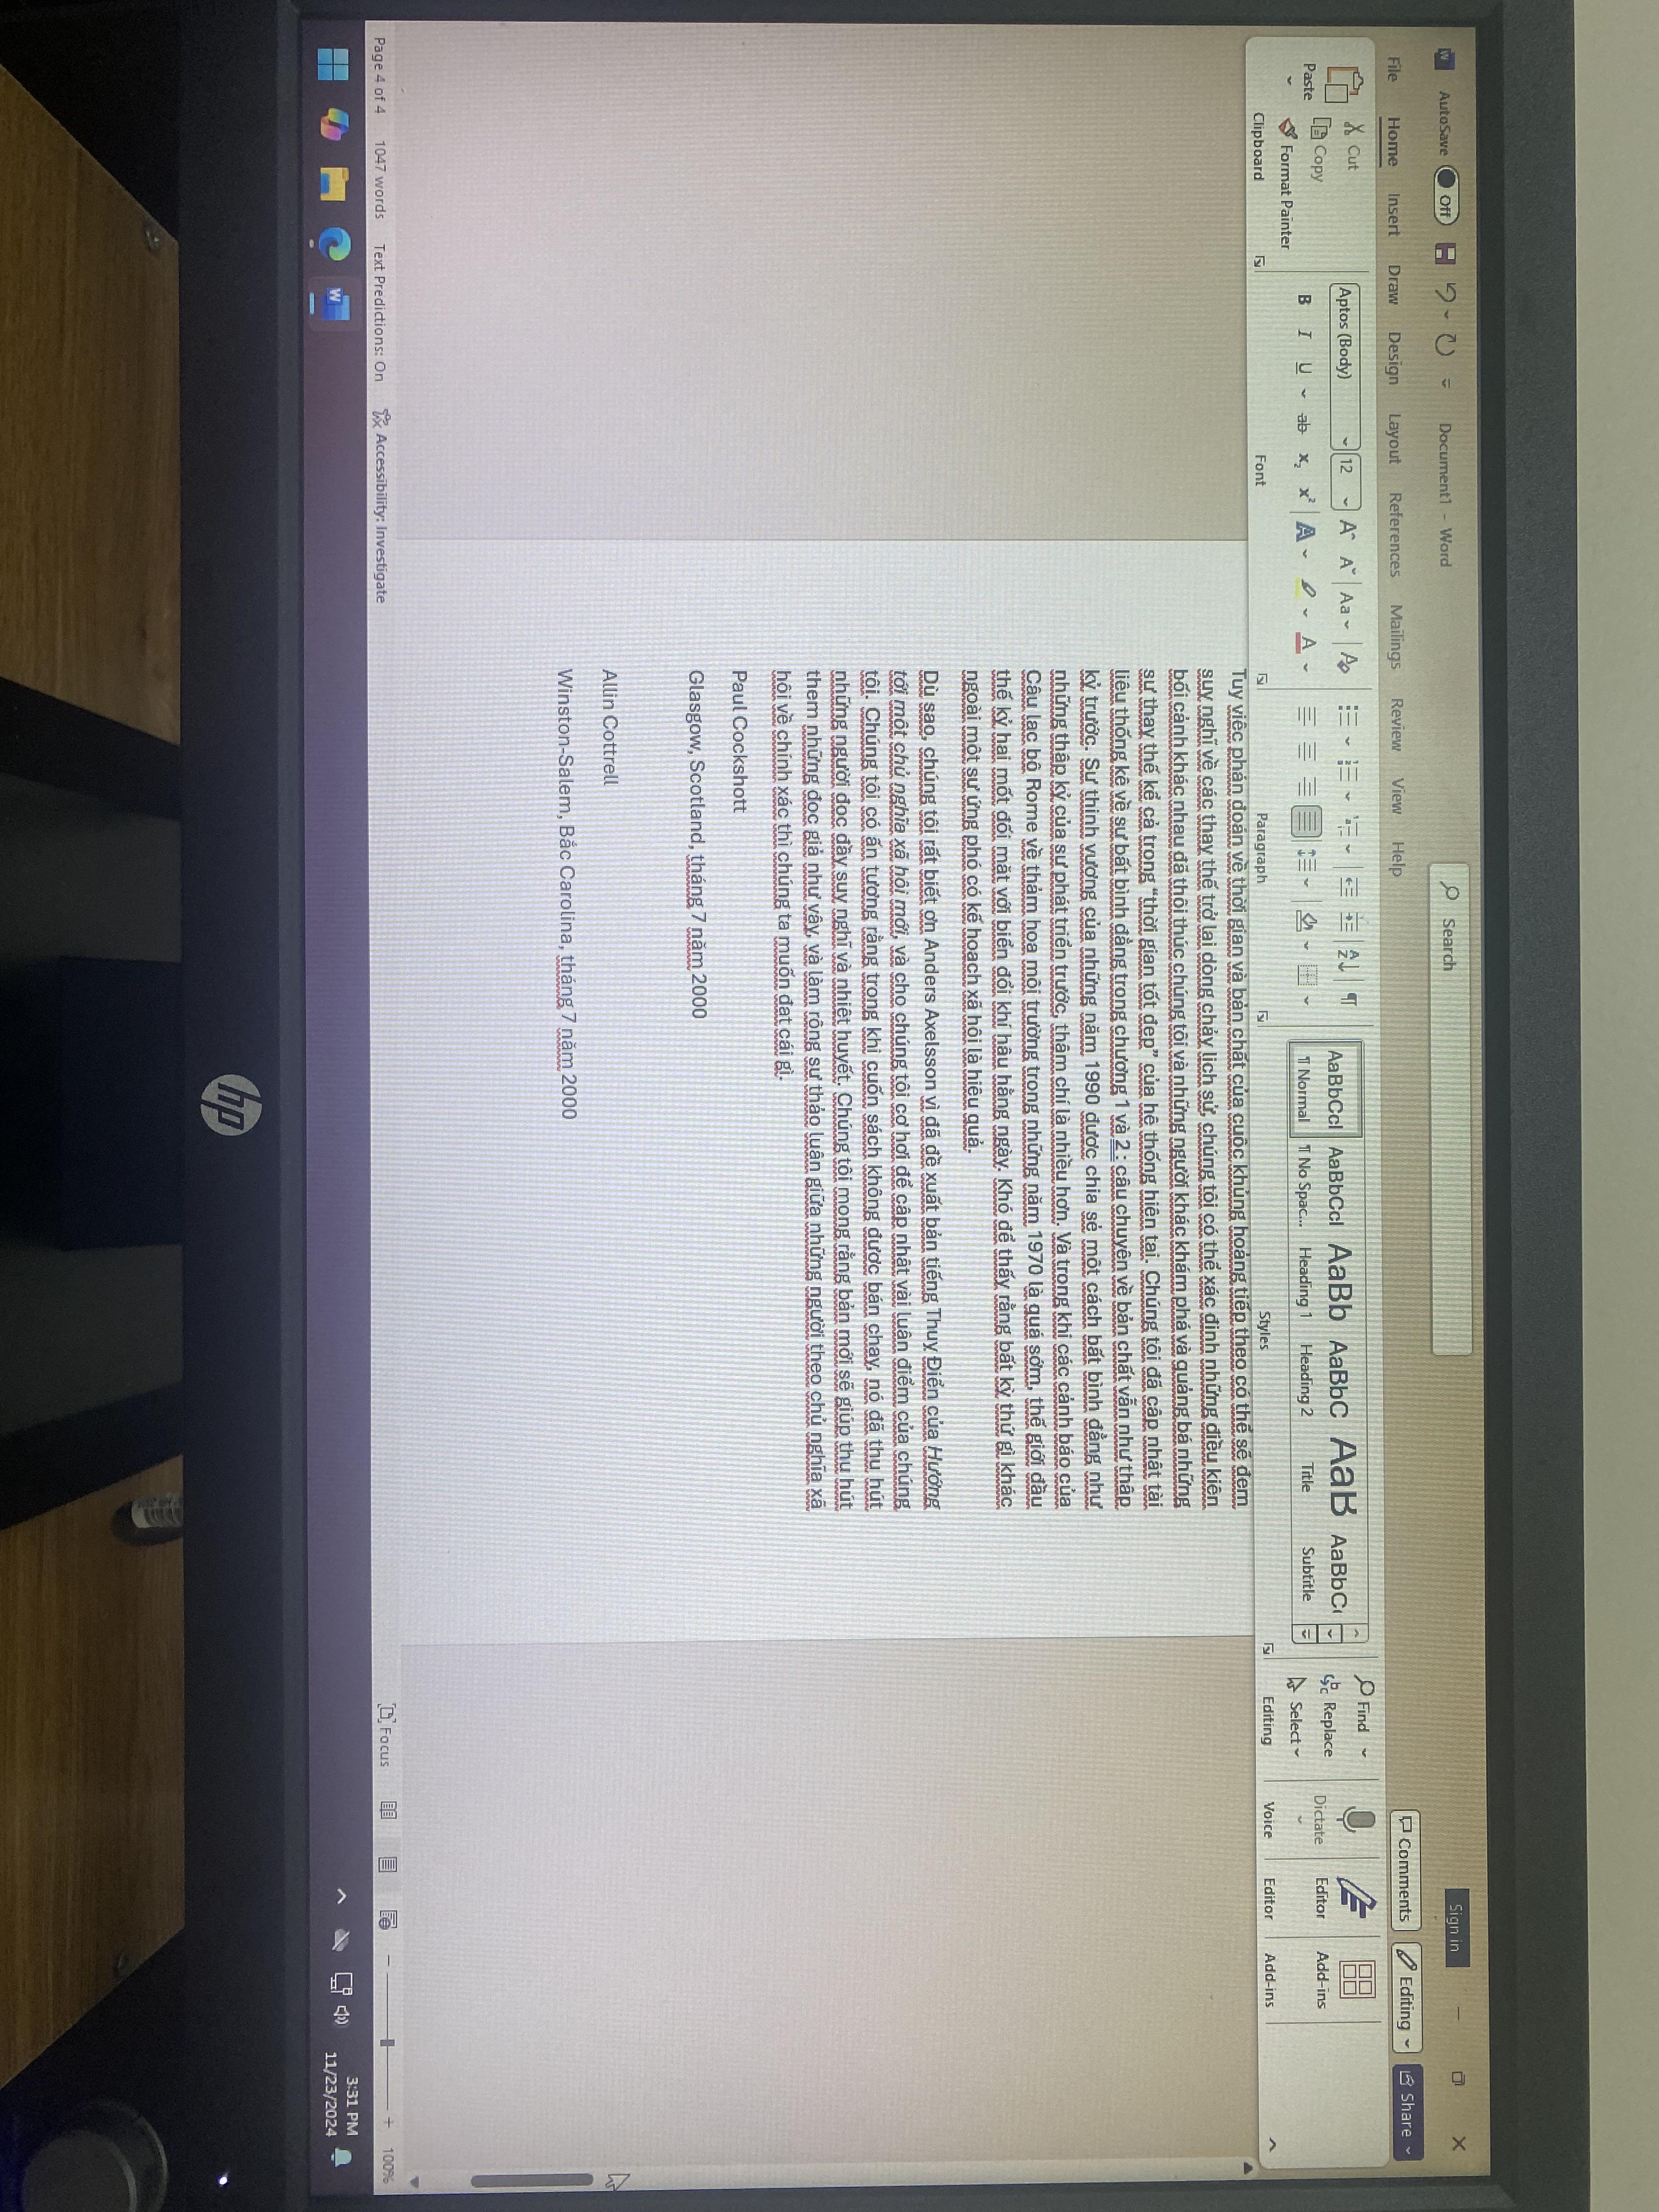 AutoSave Off Document1 - Word Search Sign in
File Home Insert Draw Design Layout References Mailings Review View Help Comments Editing Share
Paste Cut Copy Format Painter
Clipboard
Aptos (Body) 12 A A Aa A
B I U ab x₂ x² A A
Font
Paragraph
AaBbCcI AaBbCcI AaBb AaBbC AaB AaBbC
¶ Normal ¶ No Spac... Heading 1 Heading 2 Title Subtitle
Styles
Find
Replace
Select
Editing
Dictate
Voice
Editor
Editor
Add-ins
Add-ins
Tuy việc phán đoán về thời gian và bản chất của cuộc khủng hoảng tiếp theo có thể sẽ đem
suy nghĩ về các thay thế trở lại dòng chảy lịch sử, chúng tôi có thể xác định những điều kiện
bối cảnh khác nhau đã thôi thúc chúng tôi và những người khác khám phá và quảng bá những
sự thay thế kể cả trong “thời gian tốt đẹp” của hệ thống hiện tại. Chúng tôi đã cập nhật tài
liệu thống kê về sự bất bình đẳng trong chương 1 và 2 : câu chuyện về bản chất vẫn như thập
kỷ trước. Sự thịnh vượng của những năm 1990 được chia sẻ một cách bất bình đẳng như
những thập kỷ của sự phát triển trước, thậm chí là nhiều hơn. Và trong khi các cảnh báo của
Câu lạc bộ Rome về thảm họa môi trường trong những năm 1970 là quá sớm, thế giới đầu
thế kỷ hai mốt đối mặt với biến đổi khí hậu hằng ngày. Khó để thấy rằng bất kỳ thứ gì khác
ngoài một sự ứng phó có kế hoạch xã hội là hiệu quả.
Dù sao, chúng tôi rất biết ơn Anders Axelsson vì đã đề xuất bản tiếng Thụy Điển của Hướng
tới một chủ nghĩa xã hội mới, và cho chúng tôi cơ hơi để cập nhật vài luận điểm của chúng
tôi. Chúng tôi có ấn tượng rằng trong khi cuốn sách không được bán chạy, nó đã thu hút
những người đọc đầy suy nghĩ và nhiệt huyết. Chúng tôi mong rằng bản mới sẽ giúp thu hút
them những đọc giả như vậy, và làm rộng sự thảo luận giữa những người theo chủ nghĩa xã
hội về chính xác thì chúng ta muốn đạt cái gì.
Paul Cockshott
Glasgow, Scotland, tháng 7 năm 2000
Allin Cottrell
Winston-Salem, Bắc Carolina, tháng 7 năm 2000
Page 4 of 4 1047 words Text Predictions: On Accessibility: Investigate Focus 100%
3:31 PM
11/23/2024
hp